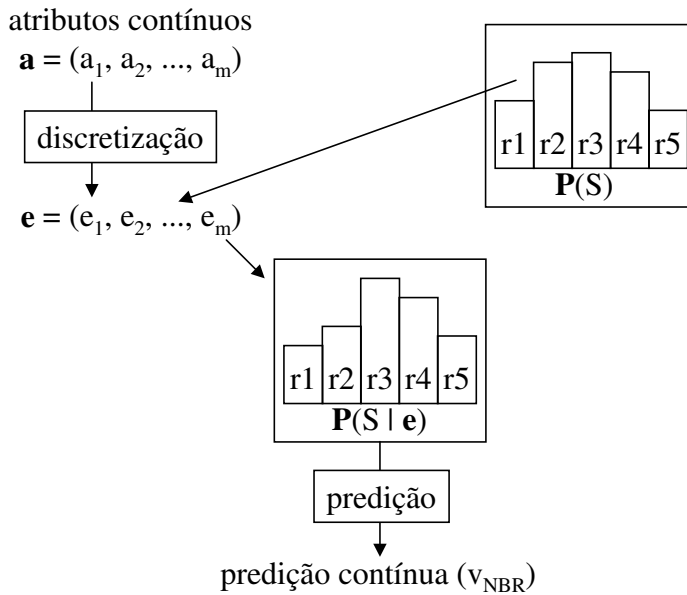 atributos contínuos
a = (a1, a2, ..., am)
discretização
e = (e1, e2, ..., em)
r1 r2 r3 r4 r5
P(S)
r1 r2 r3 r4 r5
P(S | e)
predição
predição contínua (vNBR)